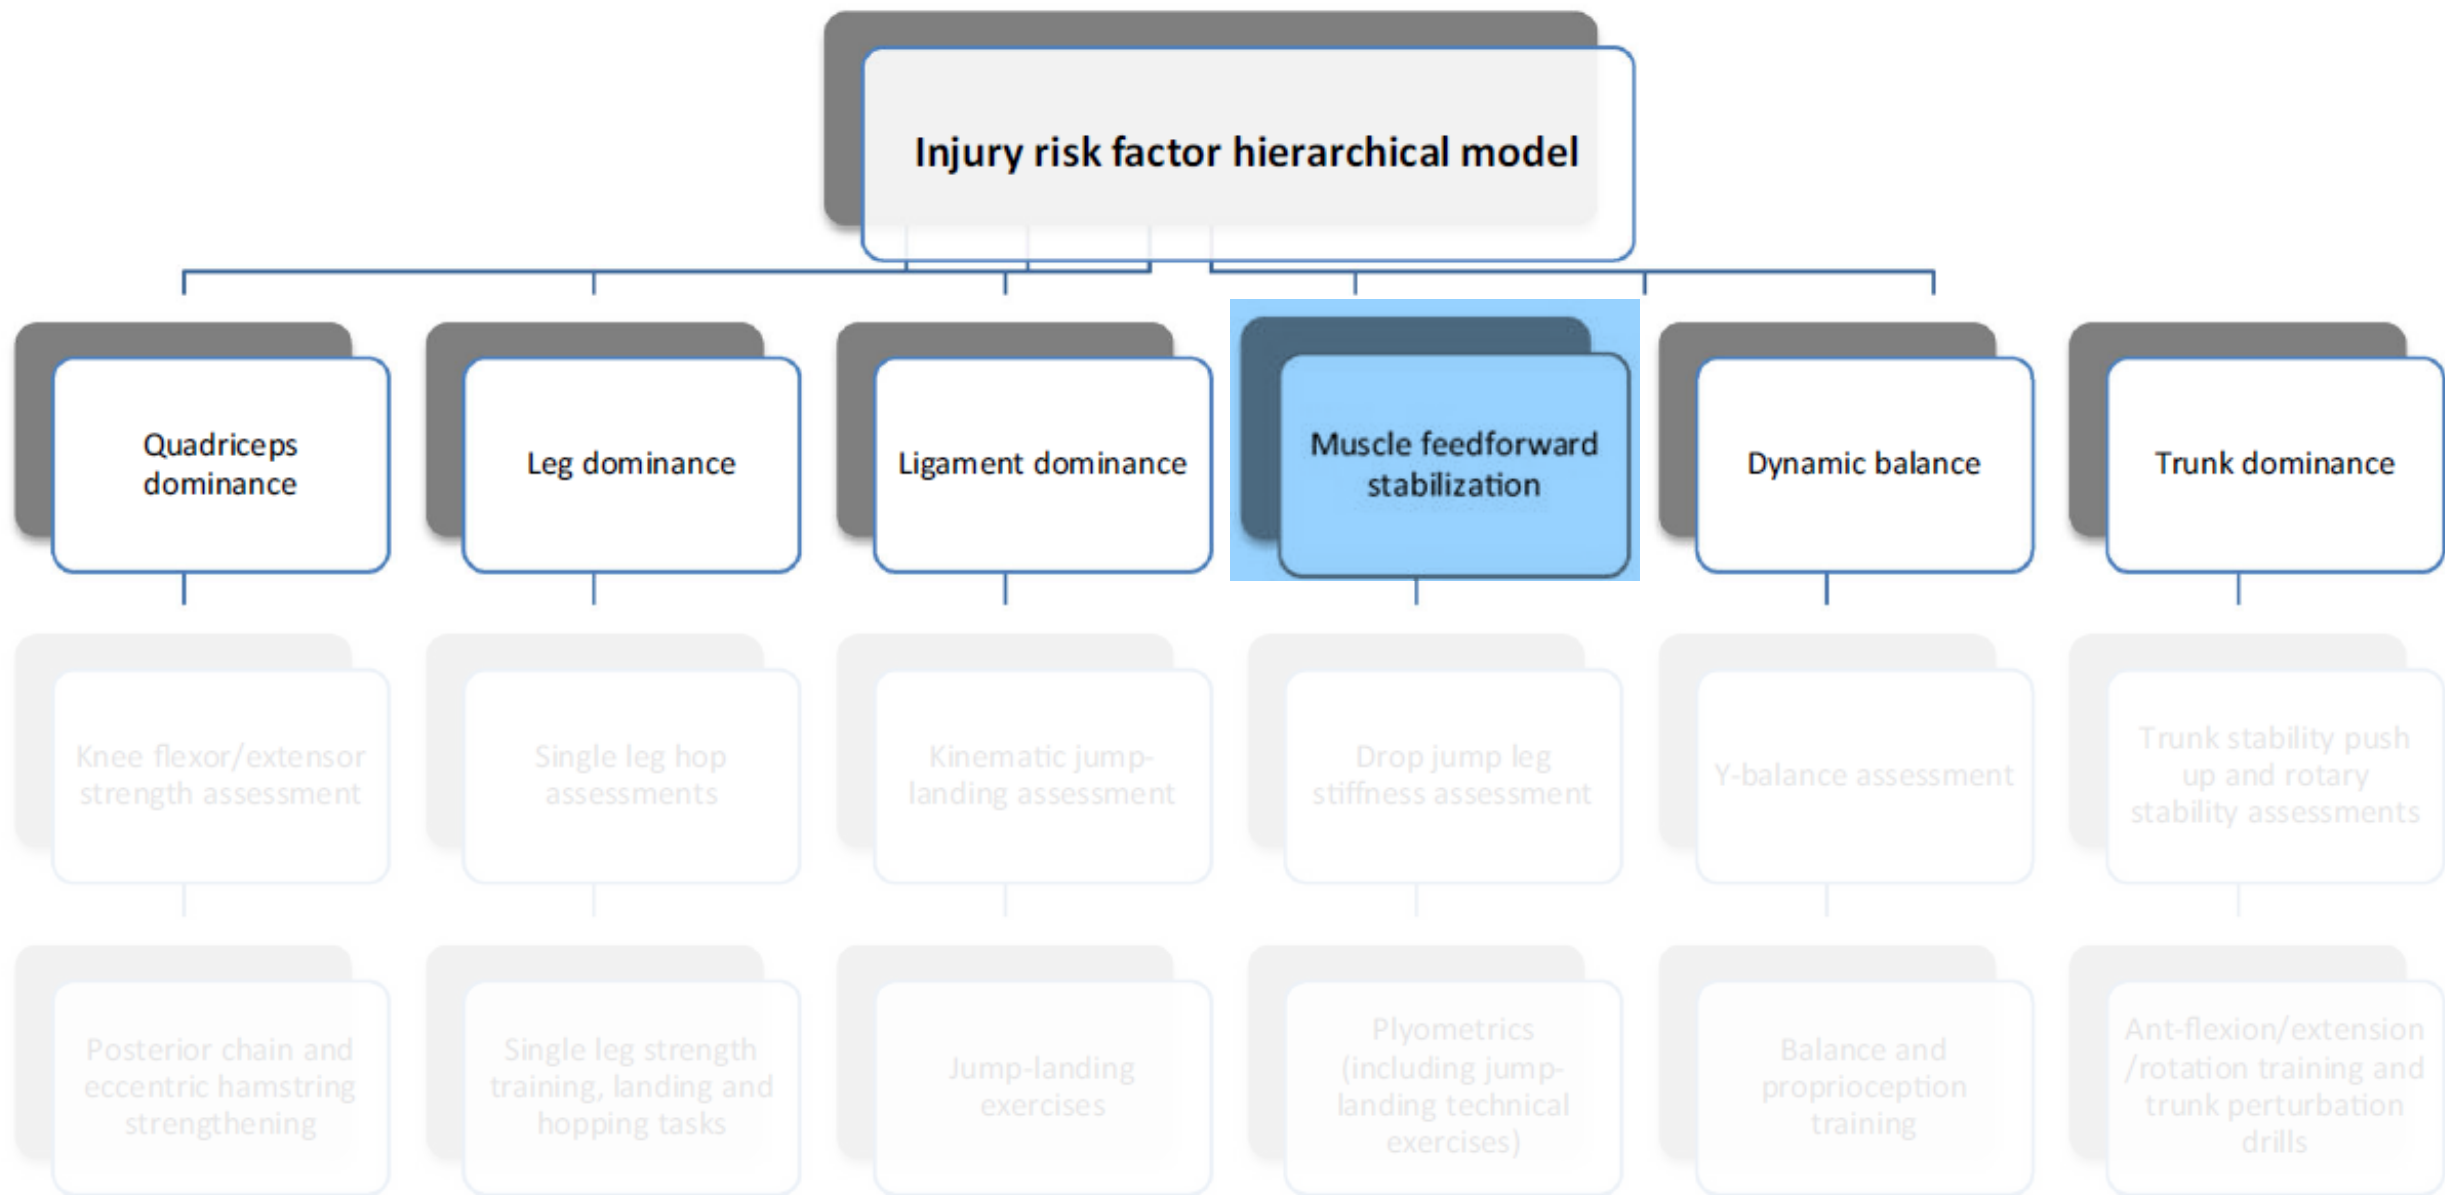 Injury risk factor hierarchical model
Quadriceps
dominance
Leg dominance
Ligament dominance
Muscle feedforward
stabilization
Dynamic balance
Trunk dominance
Knee flexor/extensor
strength assessment
Single leg hop
assessments
Kinematic jump-
landing assessment
Drop jump leg
stiffness assessment
Y-balance assessment
Trunk stability push
up and rotary
stability assessments
Posterior chain and
eccentric hamstring
strengthening
Single leg strength
training, landing and
hopping tasks
Jump-landing
exercises
Plyometrics
(including jump-
landing technical
exercises)
Balance and
proprioception
training
Ant-flexion/extension
/rotation training and
trunk perturbation
drills